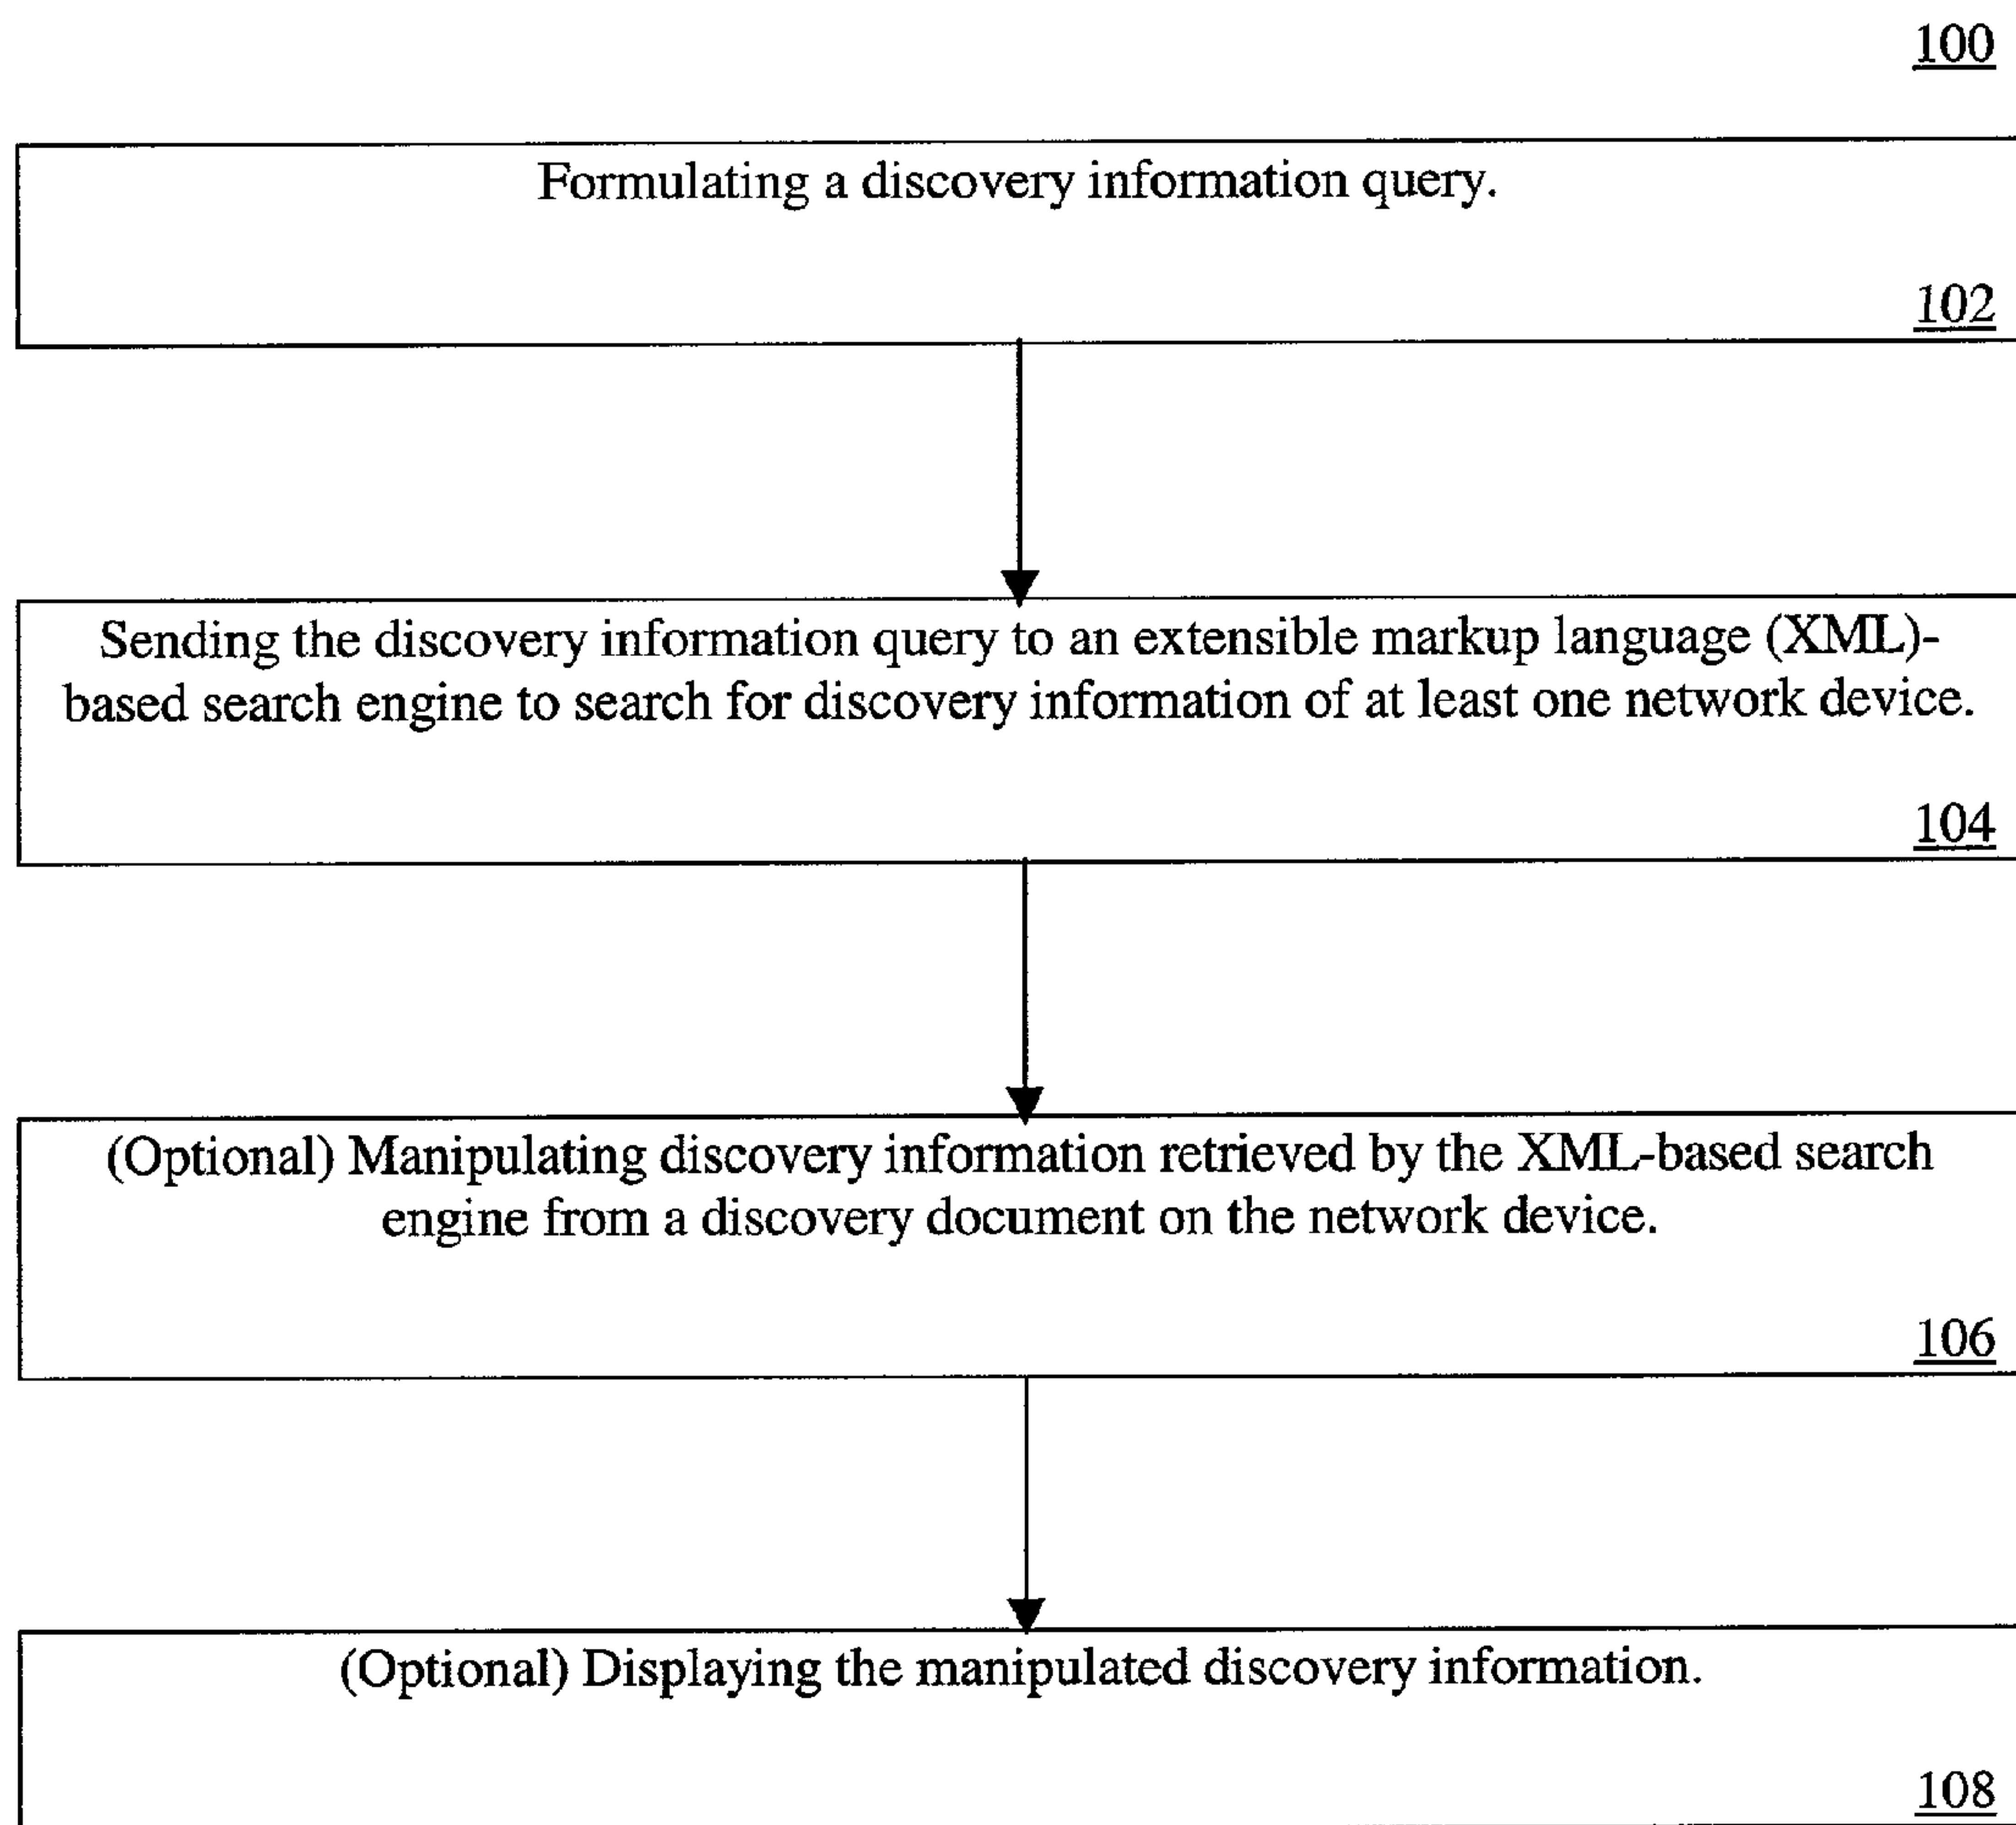 100
Formulating a discovery information query.
102
Sending the discovery information query to an extensible markup language (XML)-
based search engine to search for discovery information of at least one network device.
104
(Optional) Manipulating discovery information retrieved by the XML-based search
engine from a discovery document on the network device.
106
(Optional) Displaying the manipulated discovery information.
108